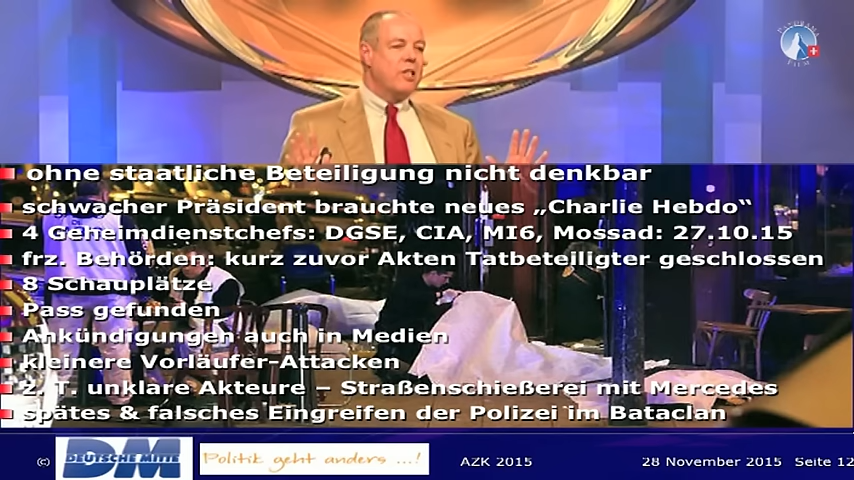 PANORAMA FILM
ohne staatliche Beteiligung nicht denkbar
schwacher Präsident brauchte neues „Charlie Hebdo“
4 Geheimdienstchefs: DGSE, CIA, MI6, Mossad: 27.10.15
frz. Behörden: kurz zuvor Akten Tatbeteiligter geschlossen
8 Schauplätze
Pass gefunden
Ankündigungen auch in Medien
kleinere Vorläufer-Attacken
z. T. unklare Akteure – Straßenschießerei mit Mercedes
spätes & falsches Eingreifen der Polizei im Bataclan
(c) DM DEUTSCHE MITTE Politik geht anders ...! AZK 2015 28 November 2015 Seite 12